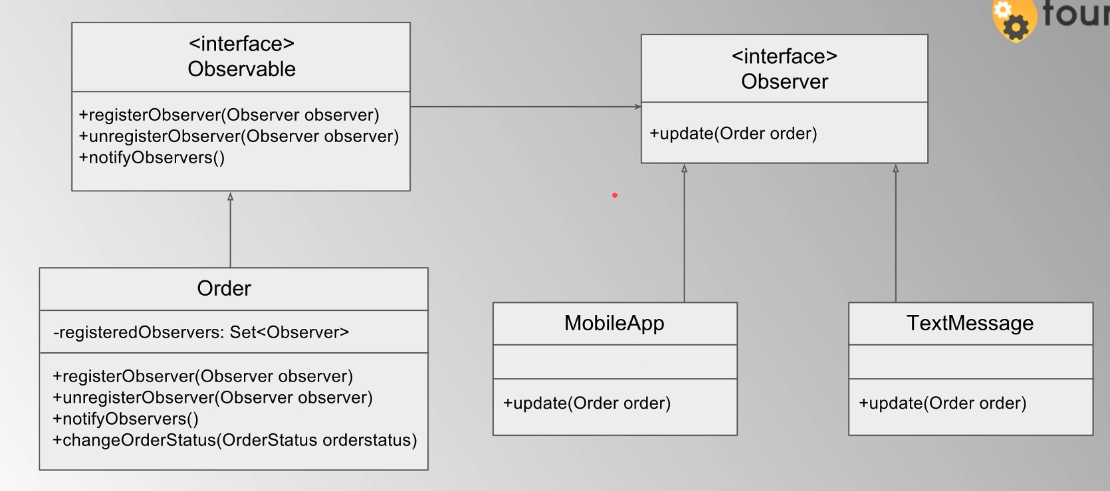 <interface>
Observable
+registerObserver(Observer observer)
+unregisterObserver(Observer observer)
+notifyObservers()
<interface>
Observer
+update(Order order)
Order
-registeredObservers: Set<Observer>
+registerObserver(Observer observer)
+unregisterObserver(Observer observer)
+notifyObservers()
+changeOrderStatus(OrderStatus orderstatus)
MobileApp
+update(Order order)
TextMessage
+update(Order order)